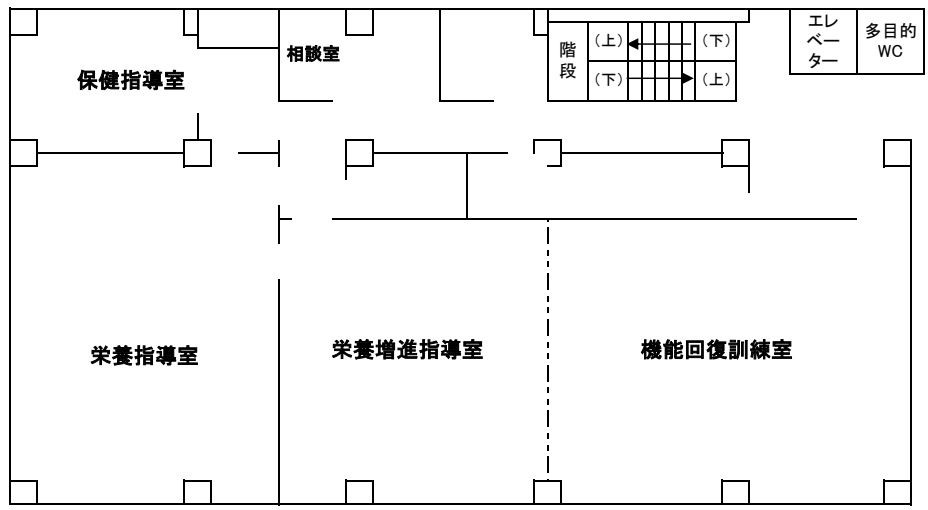 保健指導室
相談室
階
段
（上）
（下）
（下）
（上）
エレ
ベー
ター
多目的
WC
栄養指導室
栄養増進指導室
機能回復訓練室